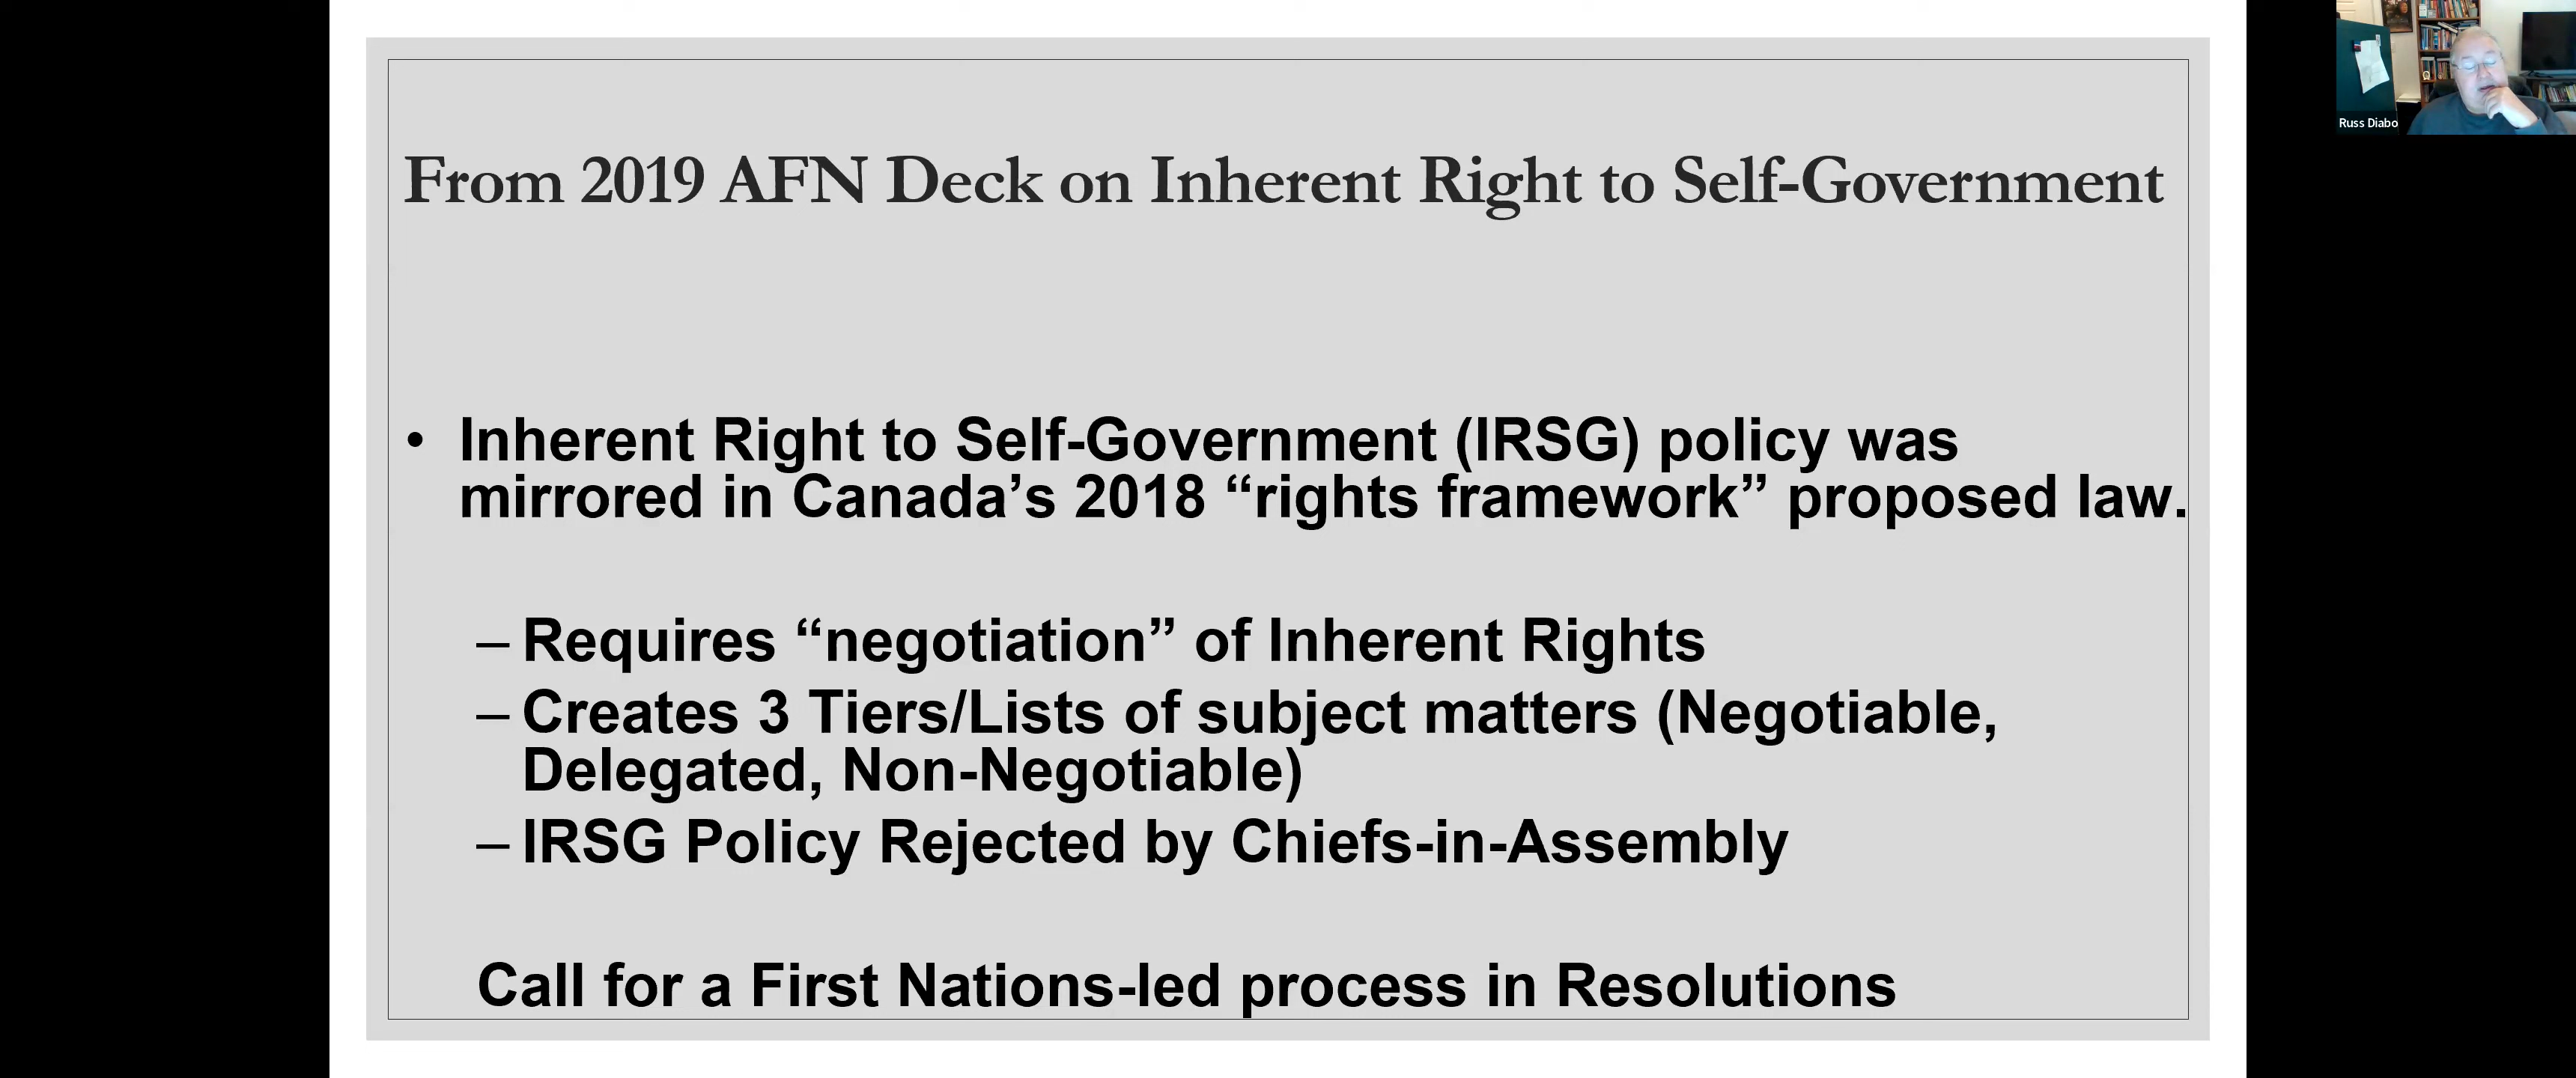 From 2019 AFN Deck on Inherent Right to Self-Government
• Inherent Right to Self-Government (IRSG) policy was
mirrored in Canada’s 2018 “rights framework” proposed law.
– Requires “negotiation” of Inherent Rights
– Creates 3 Tiers/Lists of subject matters (Negotiable,
Delegated, Non-Negotiable)
– IRSG Policy Rejected by Chiefs-in-Assembly
Call for a First Nations-led process in Resolutions
Russ Diabo